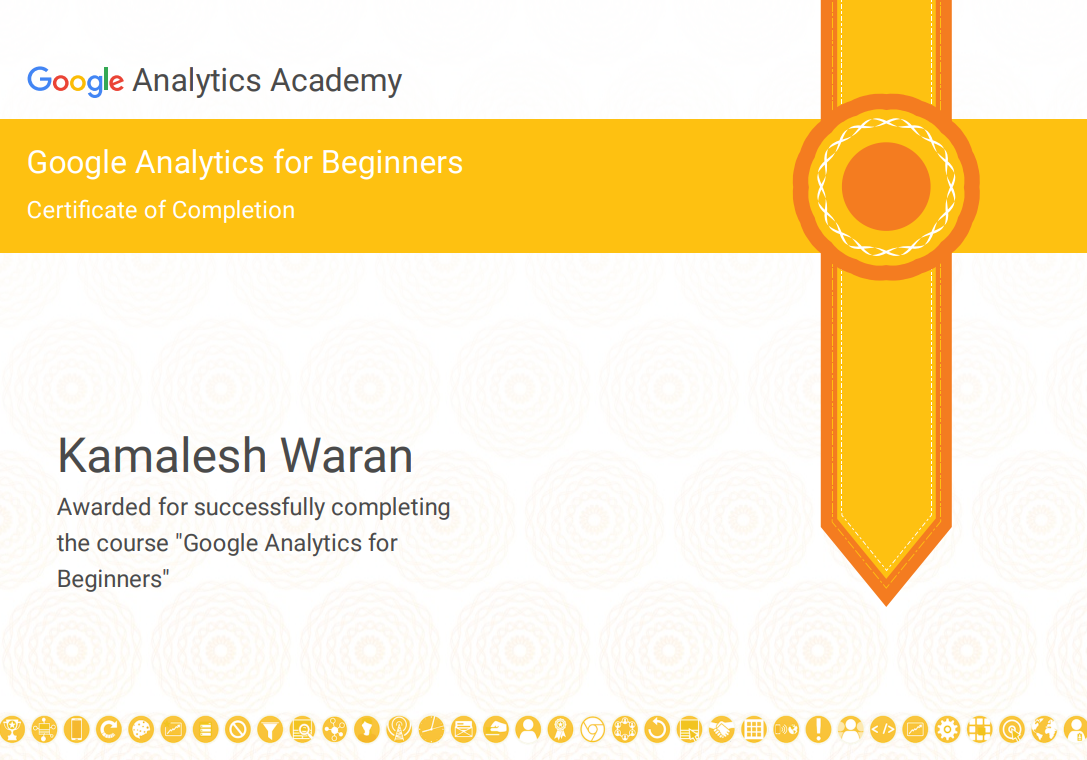 Google Analytics Academy
Google Analytics for Beginners
Certificate of Completion
Kamalesh Waran
Awarded for successfully completing
the course "Google Analytics for
Beginners"